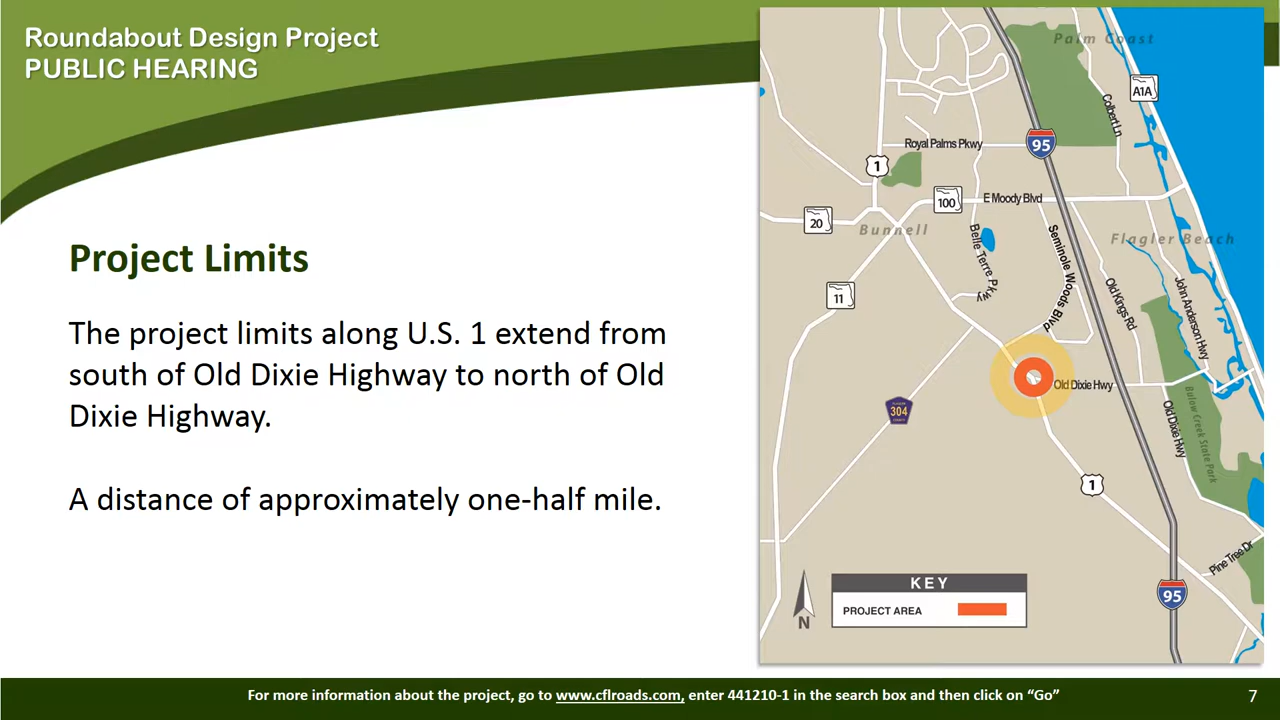 Roundabout Design Project
PUBLIC HEARING
Project Limits
The project limits along U.S. 1 extend from
south of Old Dixie Highway to north of Old
Dixie Highway.
A distance of approximately one-half mile.
Palm Coast
A1A
Colbert Ln
Royal Palms Pkwy
95
1
100
E Moody Blvd
20
Bunnell
Flagler Beach
Belle Terre Pkwy
Seminole Woods Blvd
11
Old Kings Rd
John Anderson Hwy
Old Dixie Hwy
Bulow Creek State Park
304
Old Dixie Hwy
1
Pine Tree Dr
95
N
KEY
PROJECT AREA
For more information about the project, go to www.cflroads.com, enter 441210-1 in the search box and then click on “Go”
7